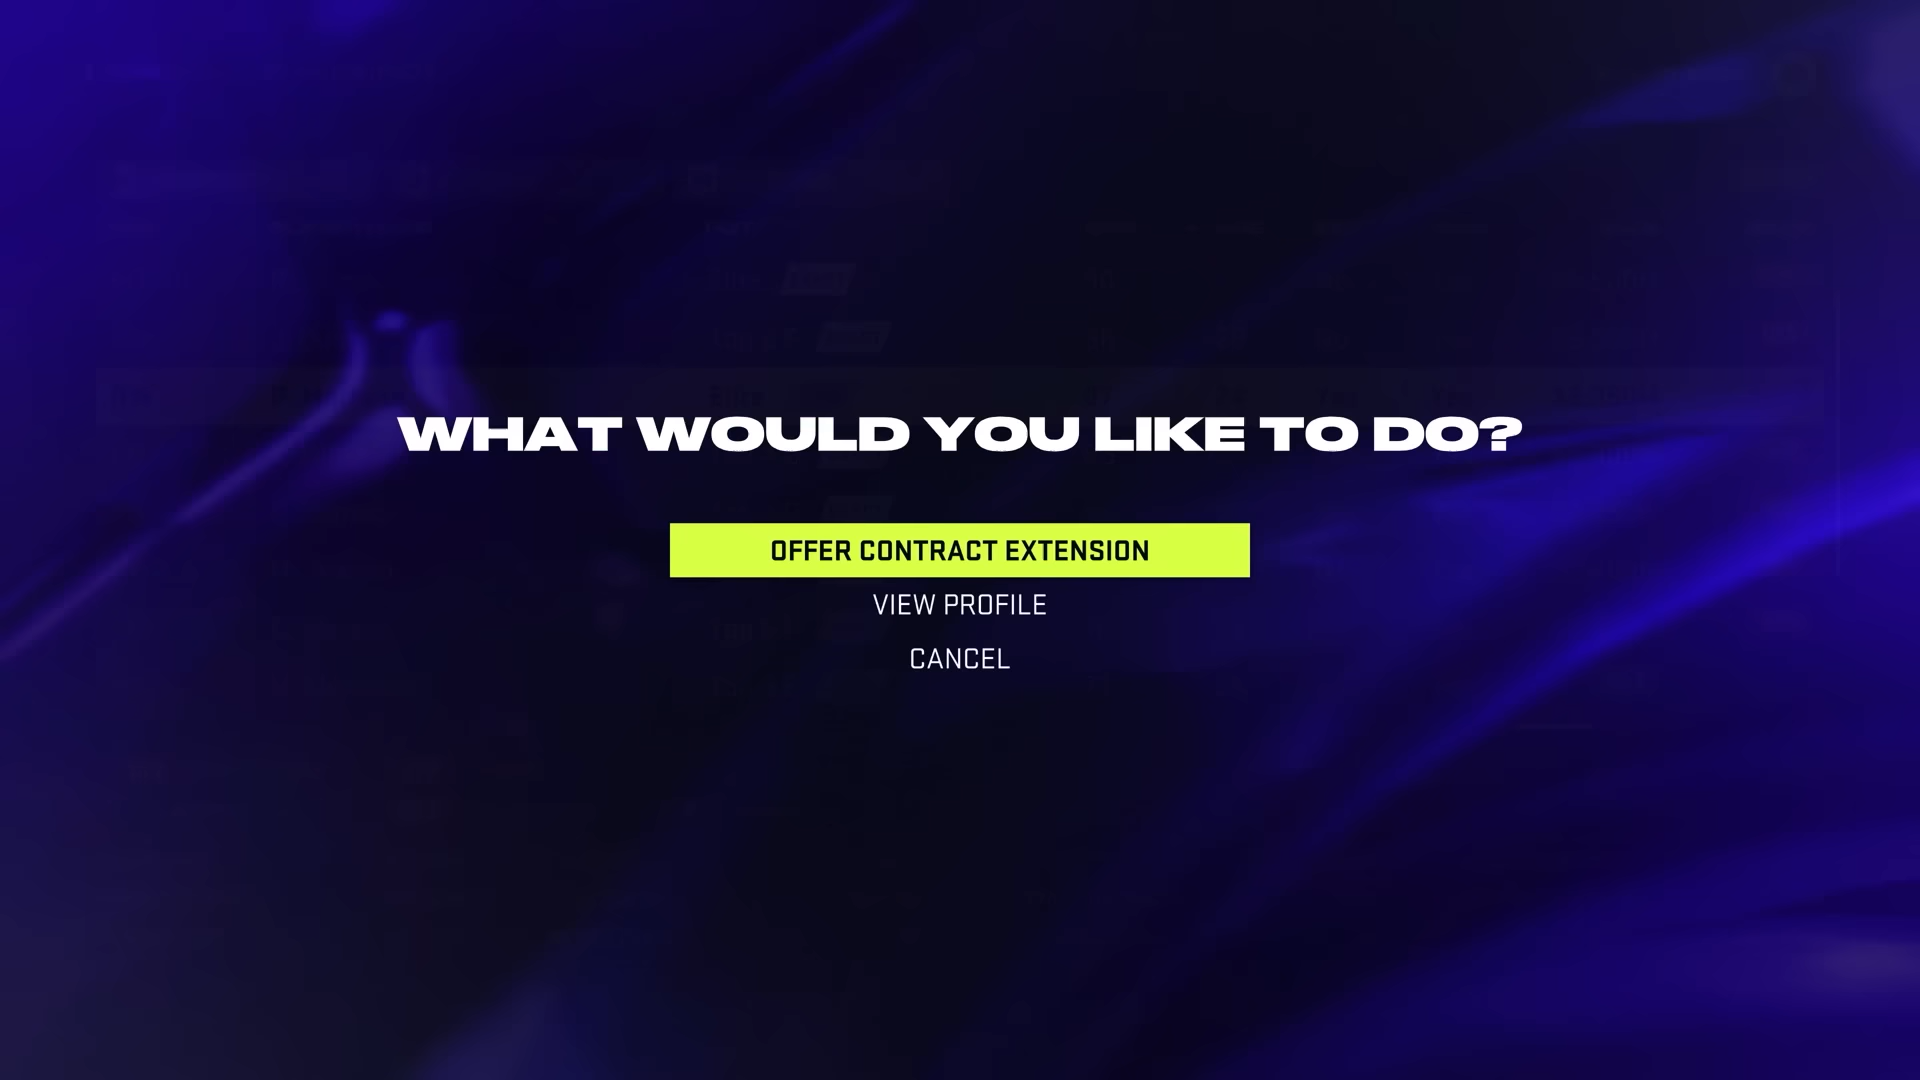 WHAT WOULD YOU LIKE TO DO?
OFFER CONTRACT EXTENSION
VIEW PROFILE
CANCEL